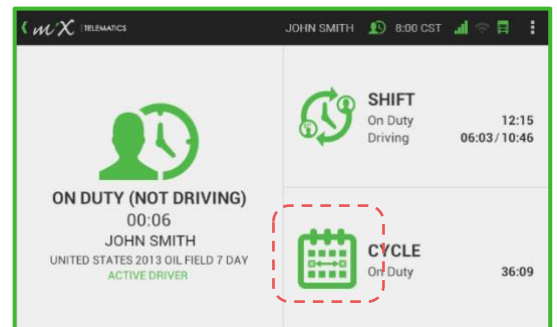 miX TELEMATICS JOHN SMITH 8:00 CST
ON DUTY (NOT DRIVING)
00:06
JOHN SMITH
UNITED STATES 2013 OIL FIELD 7 DAY
ACTIVE DRIVER
SHIFT
On Duty 12:15
Driving 06:03/10:46
CYCLE
On Duty 36:09